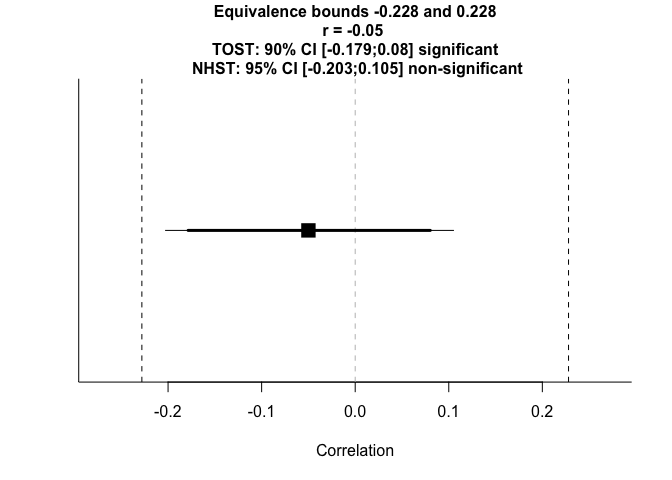 Equivalence bounds -0.228 and 0.228
r = -0.05
TOST: 90% CI [-0.179;0.08] significant
NHST: 95% CI [-0.203;0.105] non-significant
-0.2 -0.1 0.0 0.1 0.2
Correlation